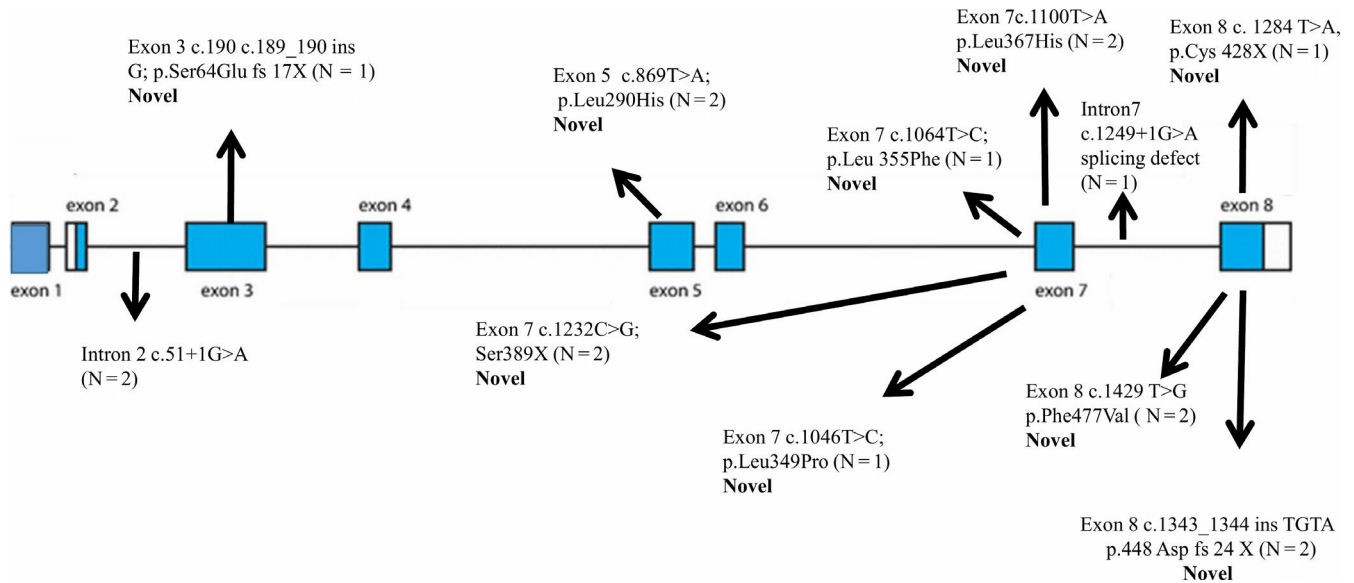 Exon 3 c.190 c.189_190 ins
G; p.Ser64Glu fs 17X (N = 1)
Novel
Exon 5 c.869T>A;
p.Leu290His (N=2)
Novel
Exon 7c.1100T>A
p.Leu367His (N=2)
Novel
Exon 8 c. 1284 T>A,
p.Cys 428X (N=1)
Novel
Exon 7 c.1064T>C;
p.Leu 355Phe (N=1)
Novel
Intron7
c.1249+1G>A
splicing defect
(N=1)
exon 2
exon 4
exon 6
exon 8
exon 1
exon 3
exon 5
exon 7
Intron 2 c.51+1G>A
(N=2)
Exon 7 c.1232C>G;
Ser389X (N=2)
Novel
Exon 7 c.1046T>C;
p.Leu349Pro (N=1)
Novel
Exon 8 c.1429 T>G
p.Phe477Val ( N=2)
Novel
Exon 8 c.1343_1344 ins TGTA
p.448 Asp fs 24 X (N=2)
Novel